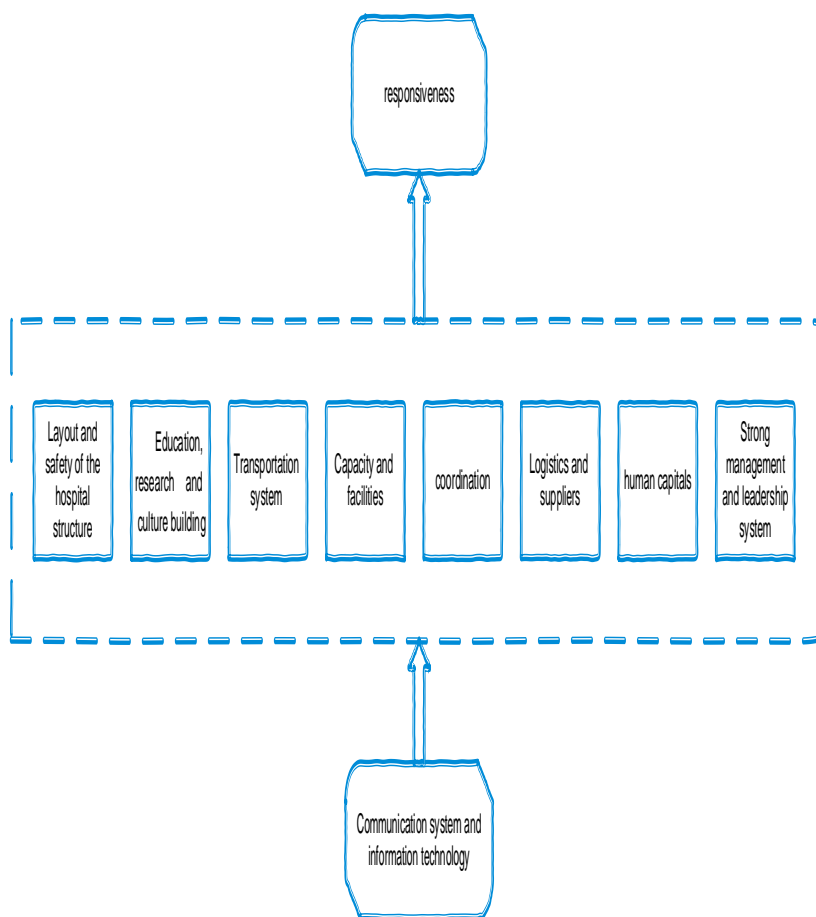 responsiveness
Layout and
safety of the
hospital
structure
Education,
research and
culture building
Transportation
system
Capacity and
facilities
coordination
Logistics and
suppliers
human capitals
Strong
management
and leadership
system
Communication system and
information technology